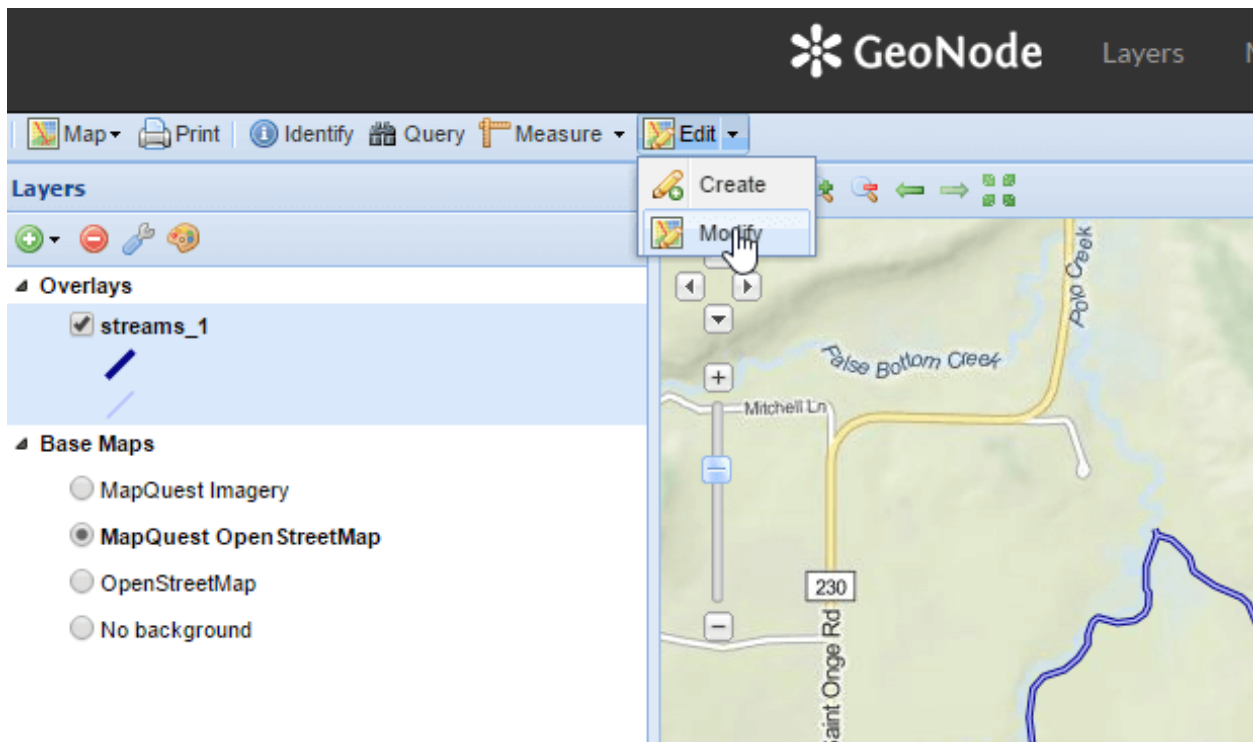 GeoNode Layers
Map Print Identify Query Measure Edit
Layers
Create
Modify
Overlays
streams_1
Base Maps
MapQuest Imagery
MapQuest OpenStreetMap
OpenStreetMap
No background
Polo Creek
False Bottom Creek
Mitchell Ln
230
Saint Onge Rd